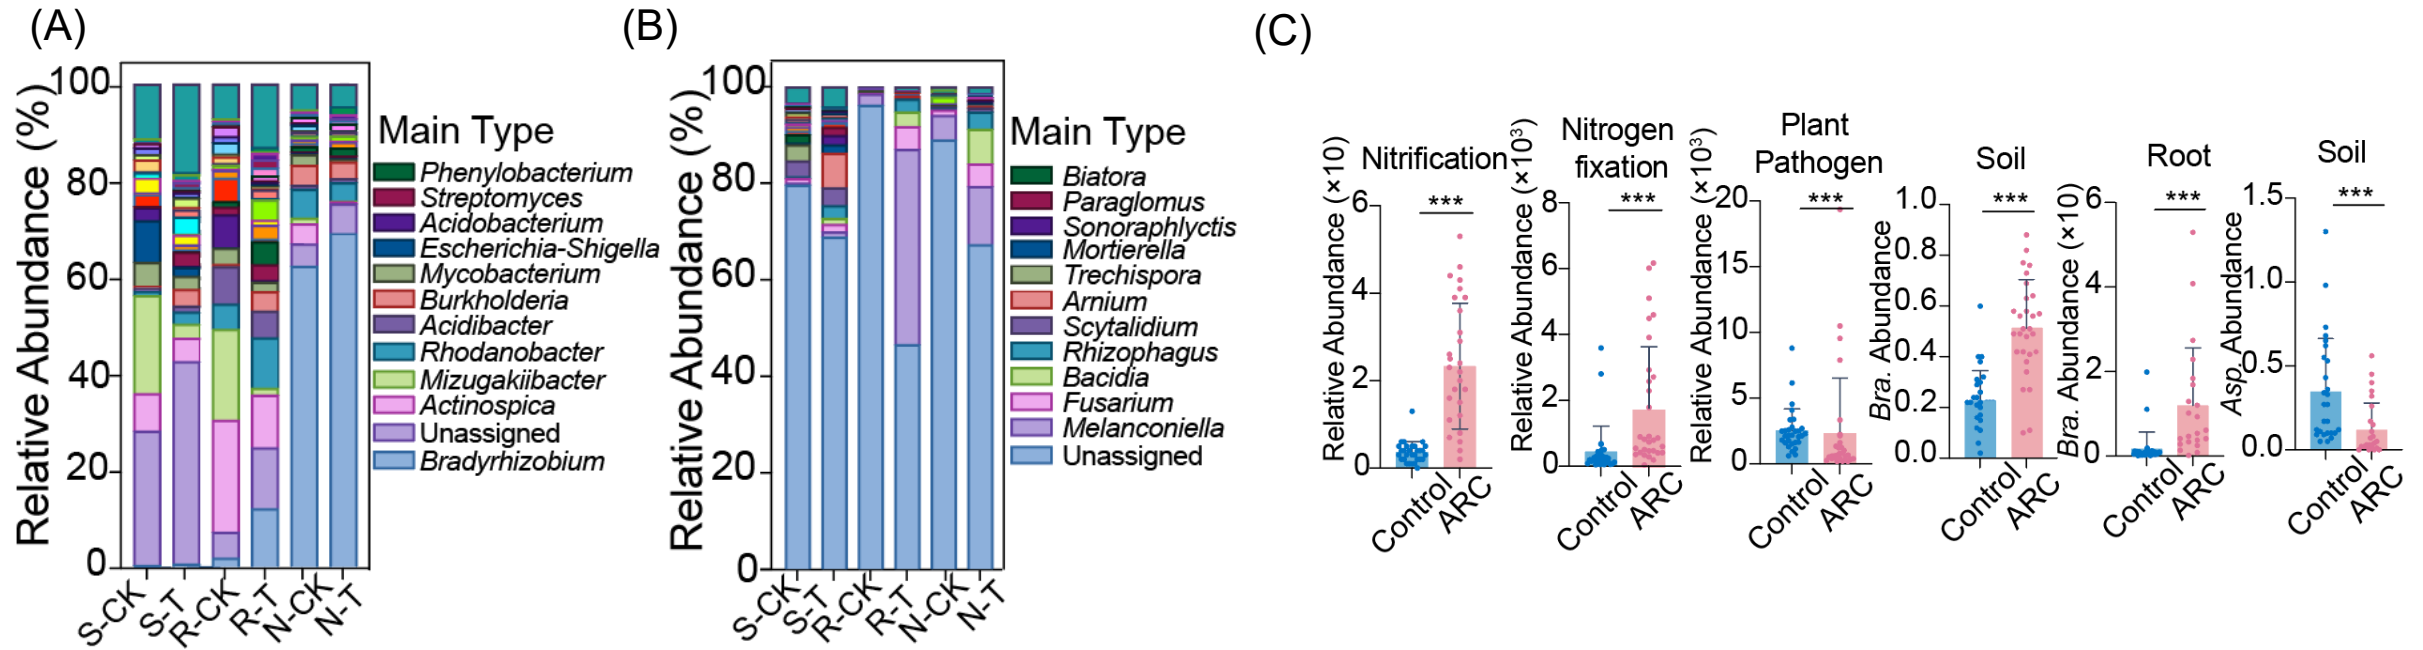 (A)
Relative Abundance (%)
100
80
60
40
20
0
S-CK
S-T
R-CK
R-T
N-CK
N-T
Main Type
Phenylobacterium
Streptomyces
Acidobacterium
Escherichia-Shigella
Mycobacterium
Burkholderia
Acidibacter
Rhodanobacter
Mizugakiibacter
Actinospica
Unassigned
Bradyrhizobium
(B)
Relative Abundance (%)
100
80
60
40
20
0
S-CK
S-T
R-CK
R-T
N-CK
N-T
Main Type
Biatora
Paraglomus
Sonoraphlyctis
Mortierella
Trechispora
Arnium
Scytalidium
Rhizophagus
Bacidia
Fusarium
Melanconiella
Unassigned
(C)
Nitrification
***
Relative Abundance (×10)
6
4
2
0
Control
ARC
Nitrogen
fixation
***
Relative Abundance (×10³)
8
6
4
2
0
Control
ARC
Plant
Pathogen
***
Relative Abundance (×10³)
20
15
10
5
0
Control
ARC
Soil
***
Bra. Abundance
1.0
0.8
0.6
0.4
0.2
0.0
Control
ARC
Root
***
Bra. Abundance (×10)
6
4
2
0
Control
ARC
Soil
***
Asp. Abundance
1.5
1.0
0.5
0.0
Control
ARC